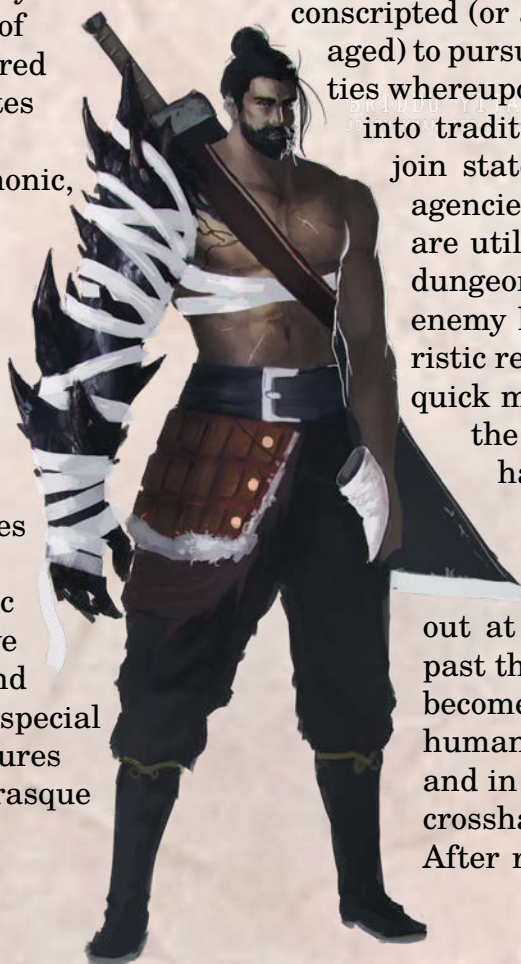 y
of
red
tes
monic,
es
c
e
nd
special
ures
rasque
conscripted (or
aged) to pursu
ties whereupo
into tradit
join stat
agencie
are util
dungeon
enemy
ristic re
quick m
the
ha
out at
past th
become
human
and in
crossha
After